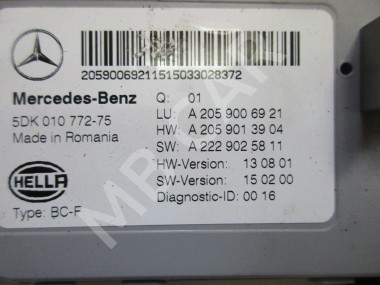 2059006921151503302837​2
Mercedes-Benz Q: 01
5DK 010 772-75 LU: A 205 900 69 21
Made in Romania HW: A 205 901 39 04
SW: A 222 902 58 11
HELLA HW-Version: 13 08 01
SW-Version: 15 02 00
Type: BC-F Diagnostic-ID: 00 16